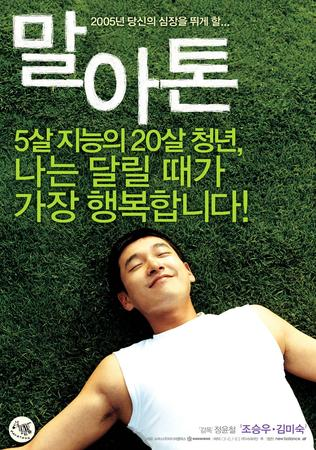 2005년 당신의 심장을 뛰게 할...
말아톤
5살 지능의 20살 청년,
나는 달릴 때가
가장 행복합니다!
'감독' 정윤철 '조승우·김미숙'
new balance